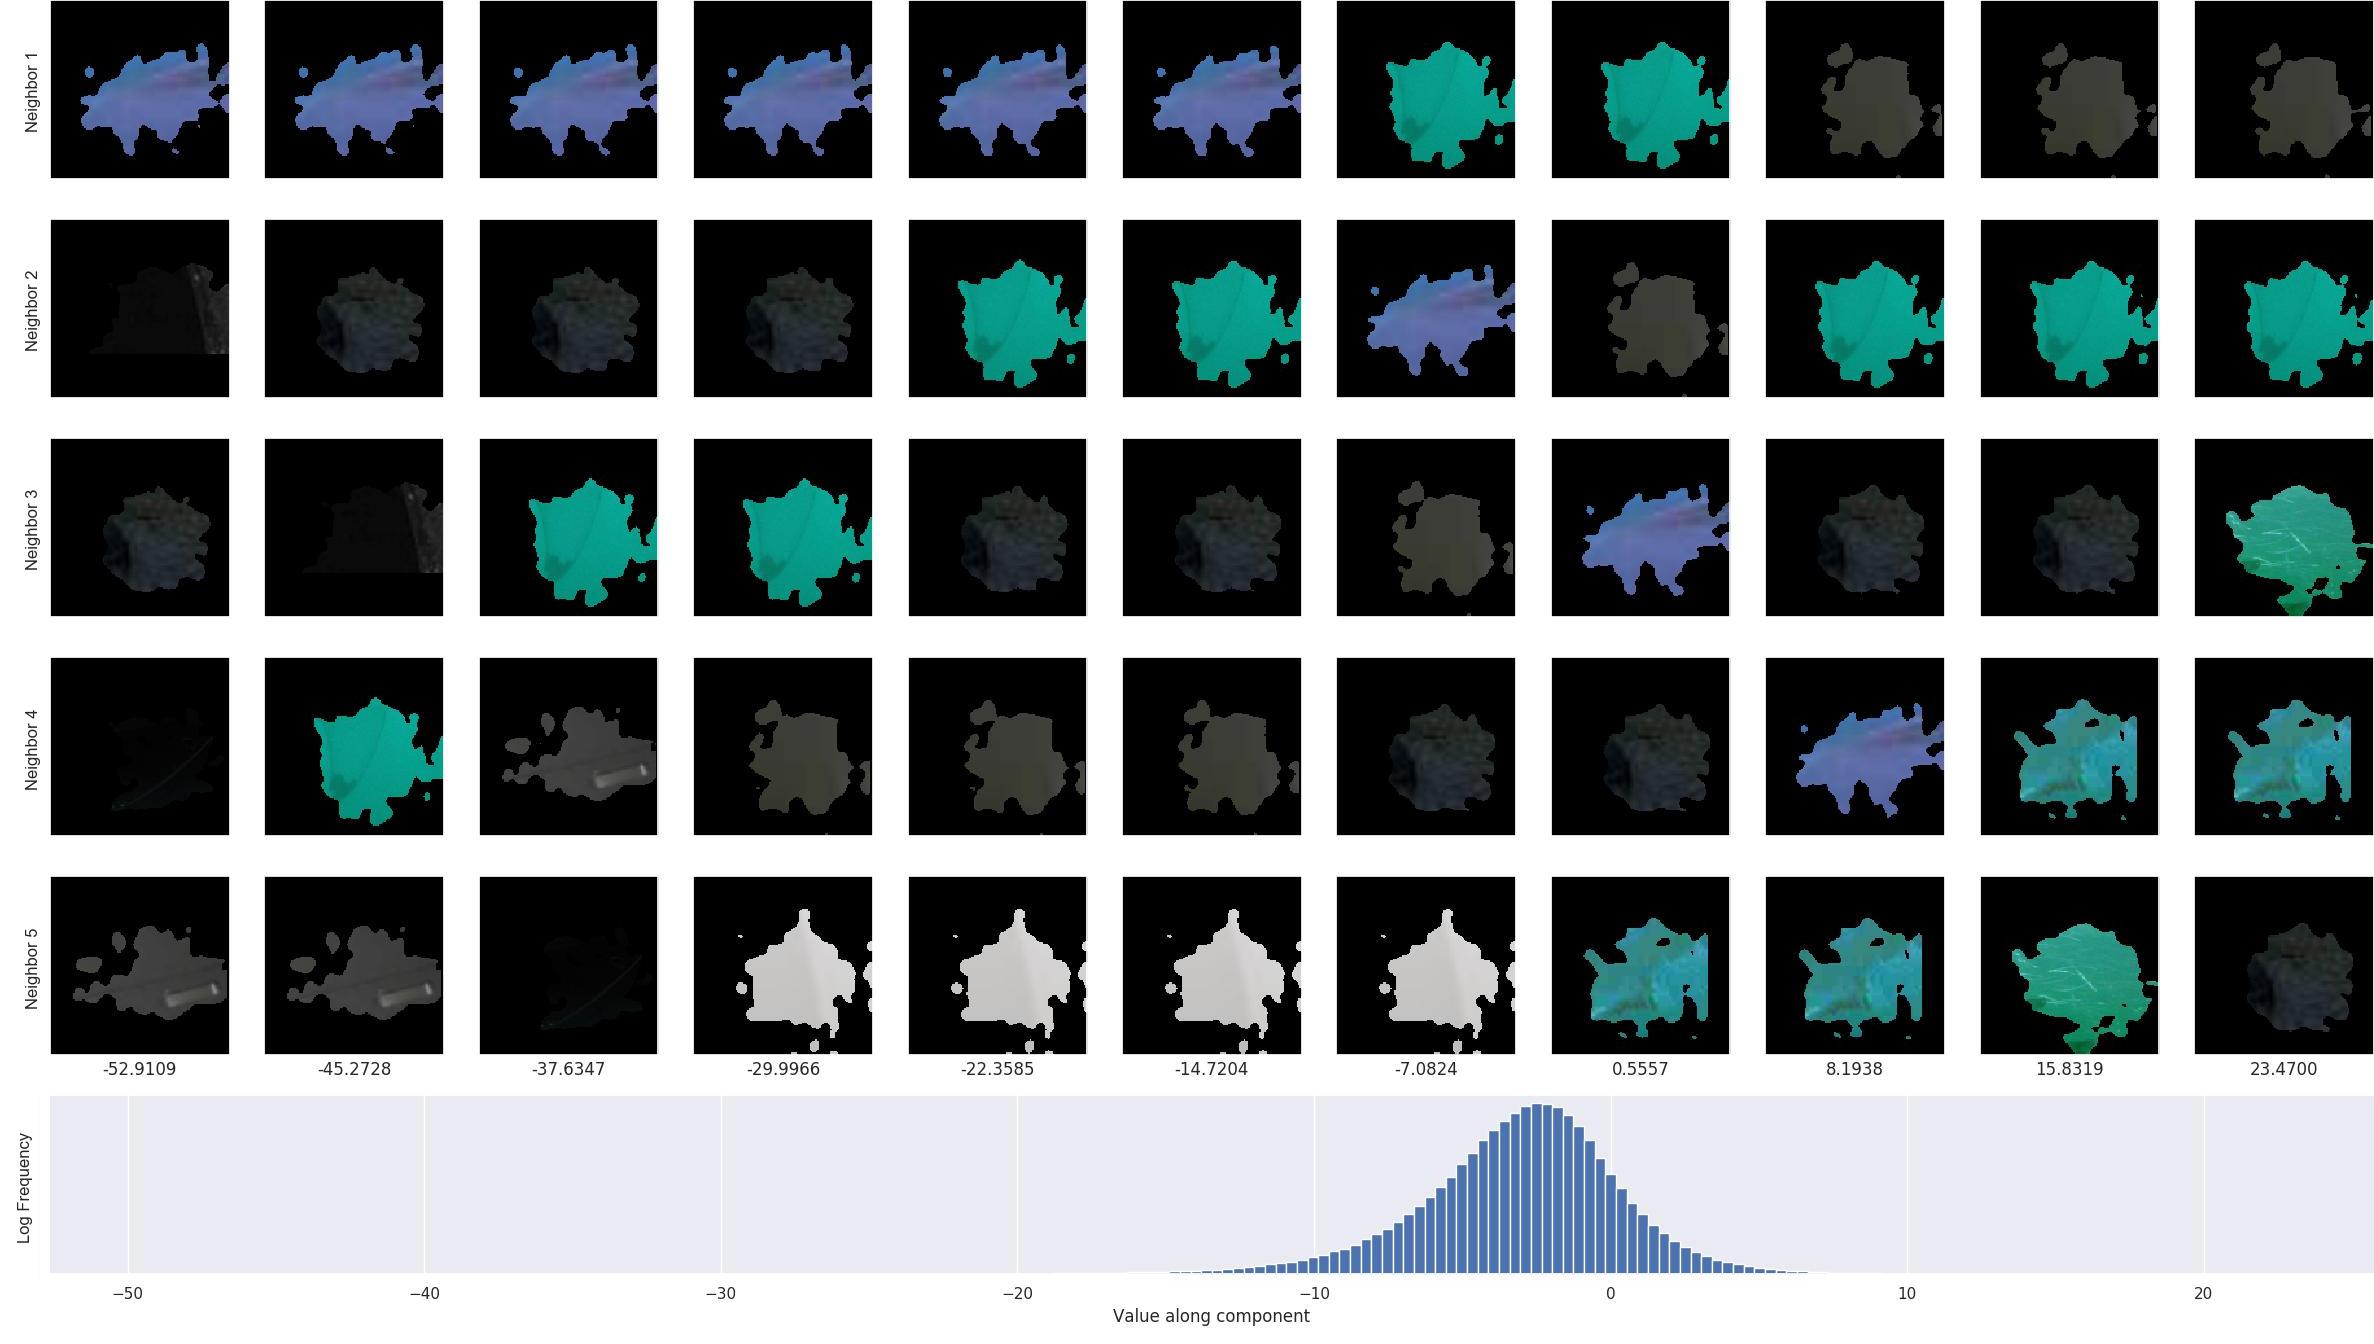 Neighbor 1
Neighbor 2
Neighbor 3
Neighbor 4
Neighbor 5
-52.9109 -45.2728 -37.6347 -29.9966 -22.3585 -14.7204 -7.0824 0.5557 8.1938 15.8319 23.4700
Log Frequency
−50 −40 −30 −20 −10 0 10 20
Value along component